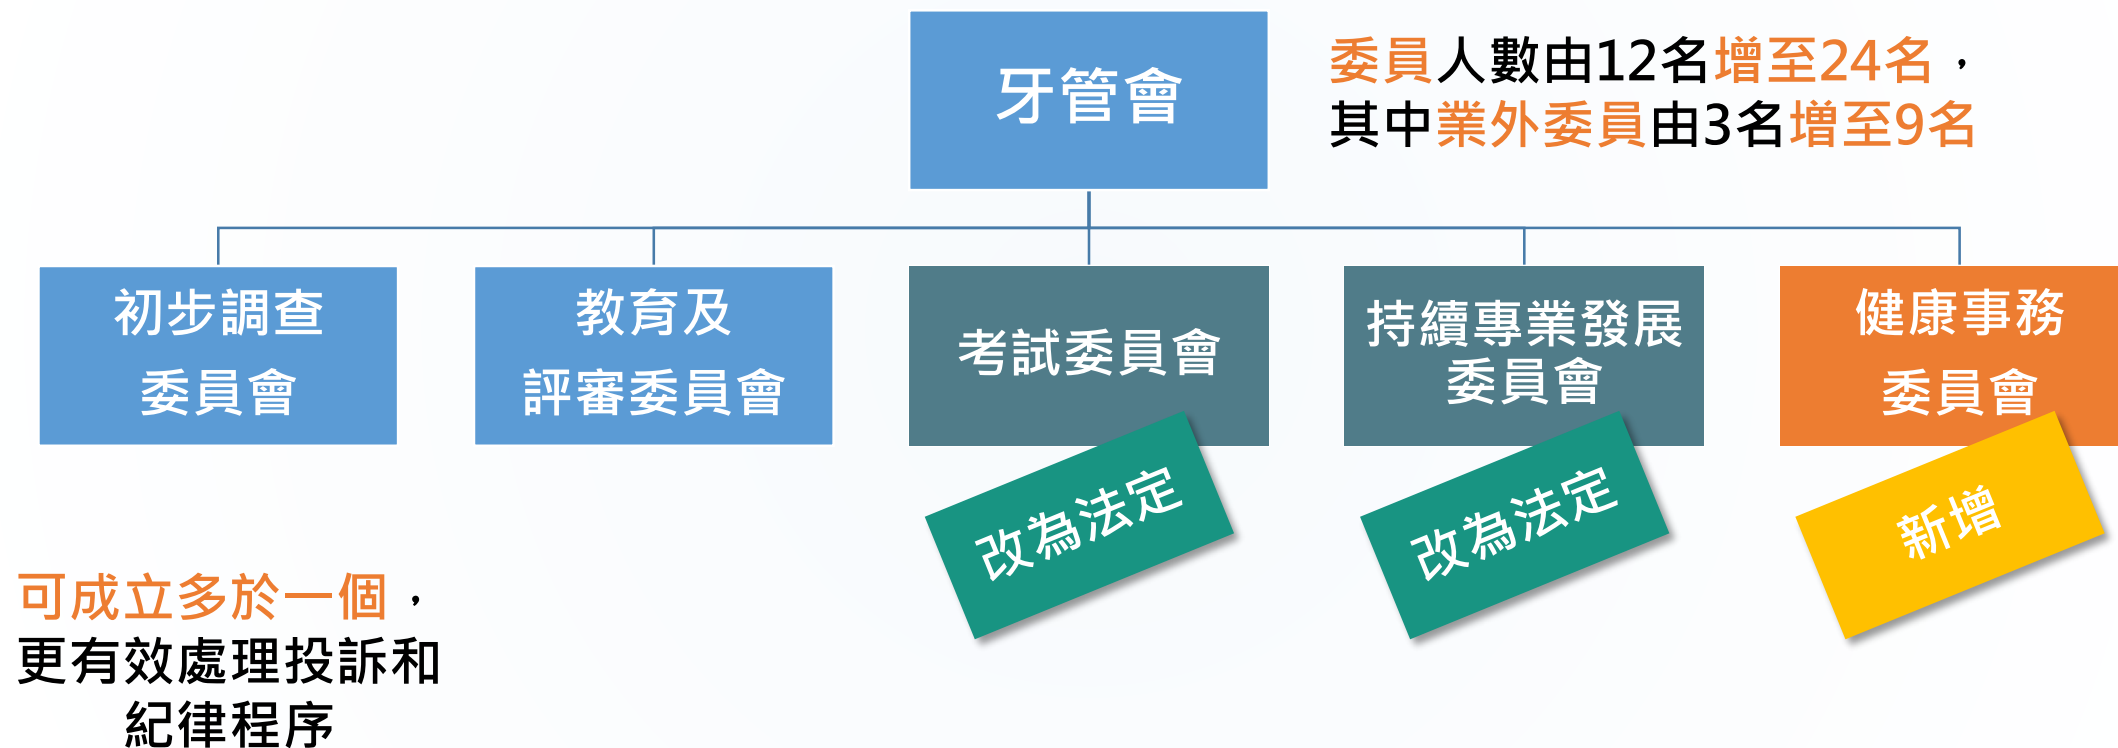 牙管會
委員人數由12名增至24名，
其中業外委員由3名增至9名
初步調查
委員會
教育及
評審委員會
考試委員會
改為法定
持續專業發展
委員會
改為法定
健康事務
委員會
新增
可成立多於一個，
更有效處理投訴和
紀律程序